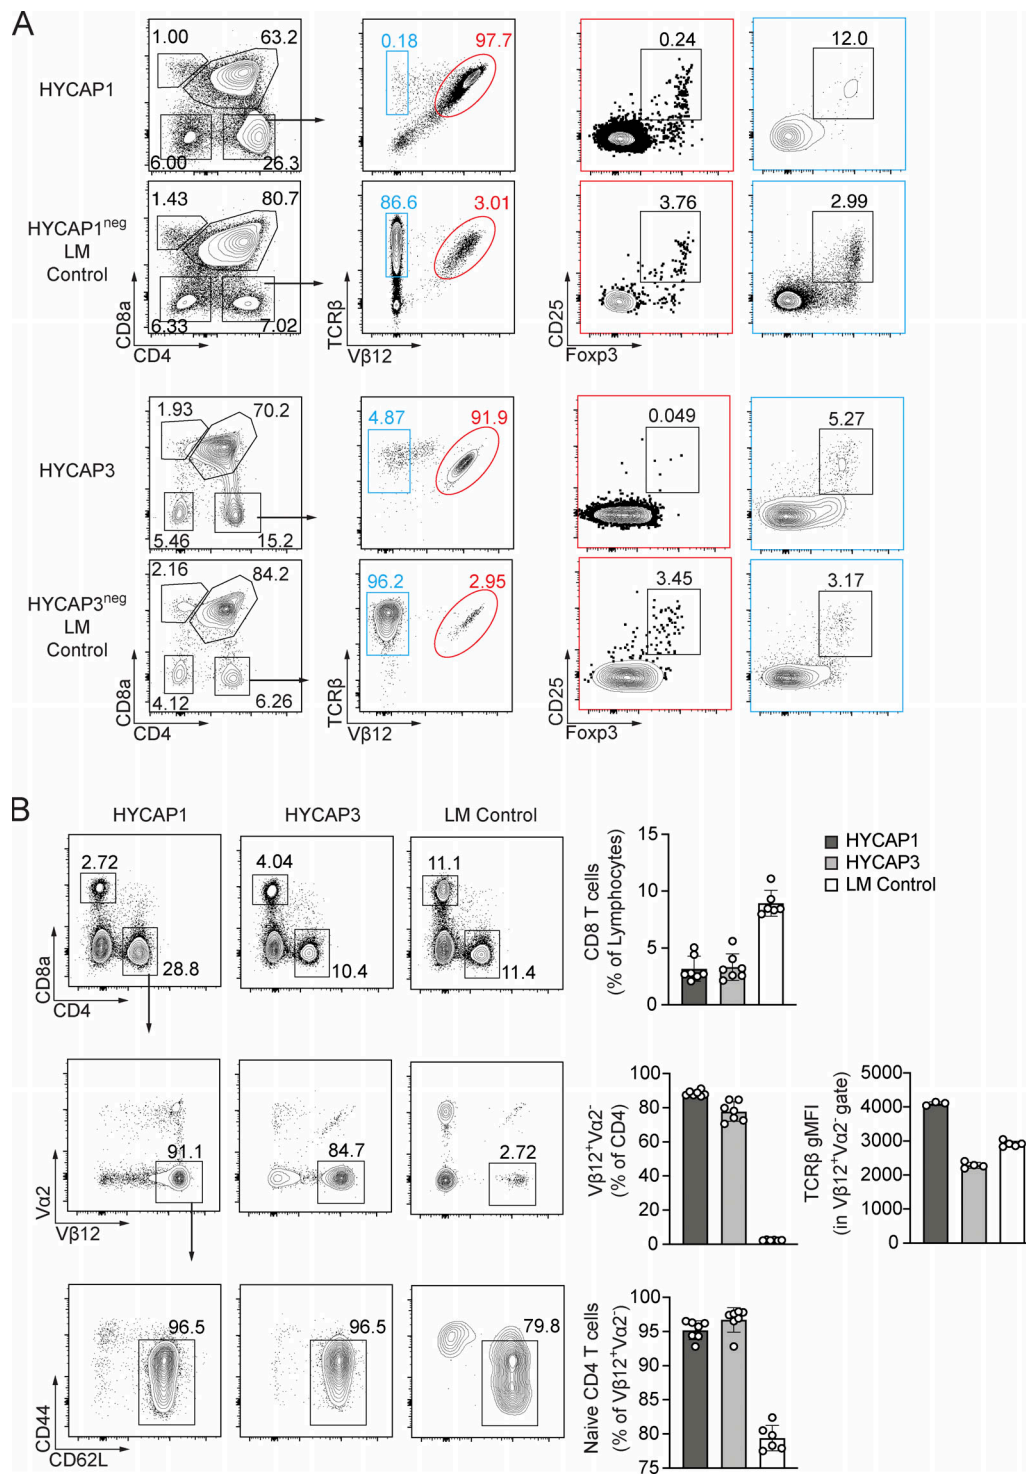 A
HYCAP1
1.00
63.2
6.00
26.3
0.18
97.7
0.24
12.0
HYCAP1neg
LM
Control
1.43
80.7
6.33
7.02
86.6
3.01
3.76
2.99
CD8a
CD4
TCRβ
Vβ12
CD25
Foxp3
HYCAP3
1.93
70.2
5.46
15.2
4.87
91.9
0.049
5.27
HYCAP3neg
LM
Control
2.16
84.2
4.12
6.26
96.2
2.95
3.45
3.17
CD8a
CD4
TCRβ
Vβ12
CD25
Foxp3
B
HYCAP1
HYCAP3
LM Control
2.72
28.8
4.04
10.4
11.1
11.4
CD8a
CD4
CD8 T cells
(% of Lymphocytes)
15
10
5
0
HYCAP1
HYCAP3
LM Control
91.1
84.7
2.72
Vα2
Vβ12
Vβ12+Vα2-
(% of CD4)
100
80
60
40
20
0
TCRβ gMFI
(in Vβ12+Vα2- gate)
5000
4000
3000
2000
1000
0
96.5
96.5
79.8
CD44
CD62L
Naive CD4 T cells
(% of Vβ12+Vα2-)
100
95
90
85
80
75